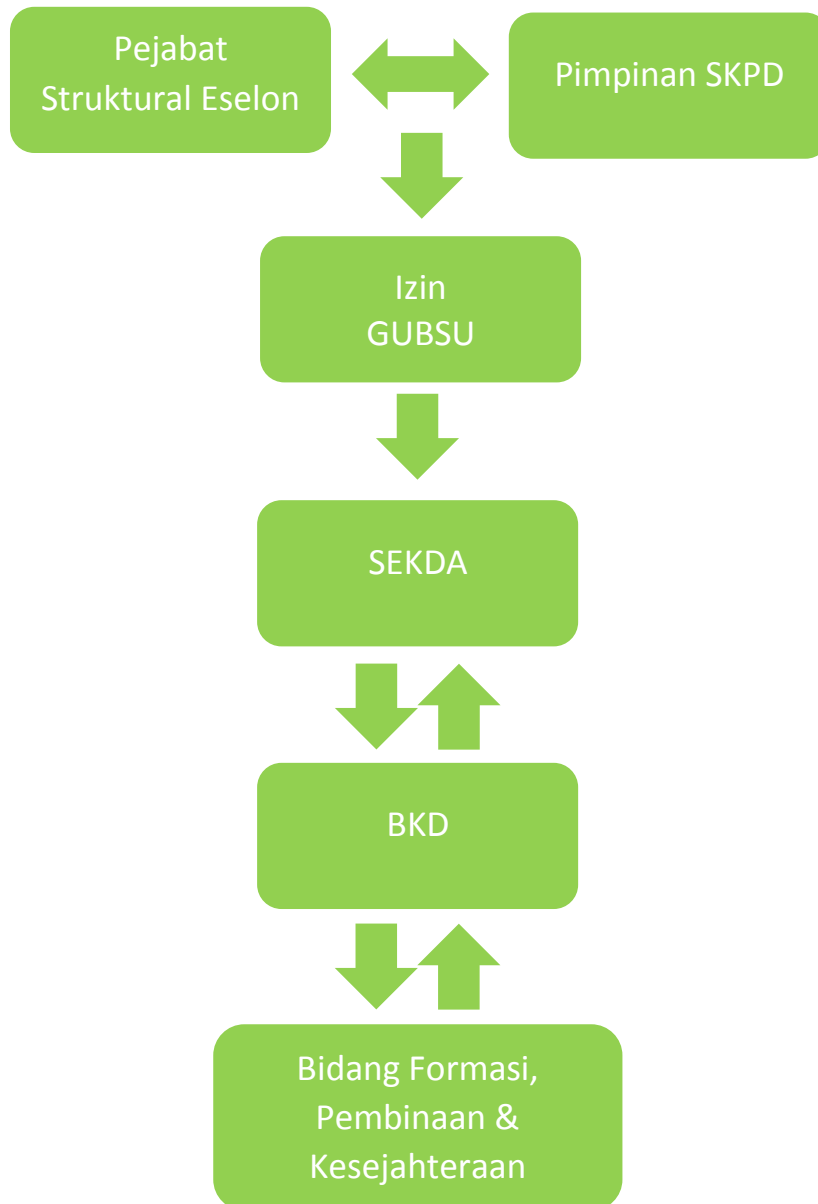 Pejabat
Struktural Eselon
Pimpinan SKPD
Izin
GUBSU
SEKDA
BKD
Bidang Formasi,
Pembinaan &
Kesejahteraan